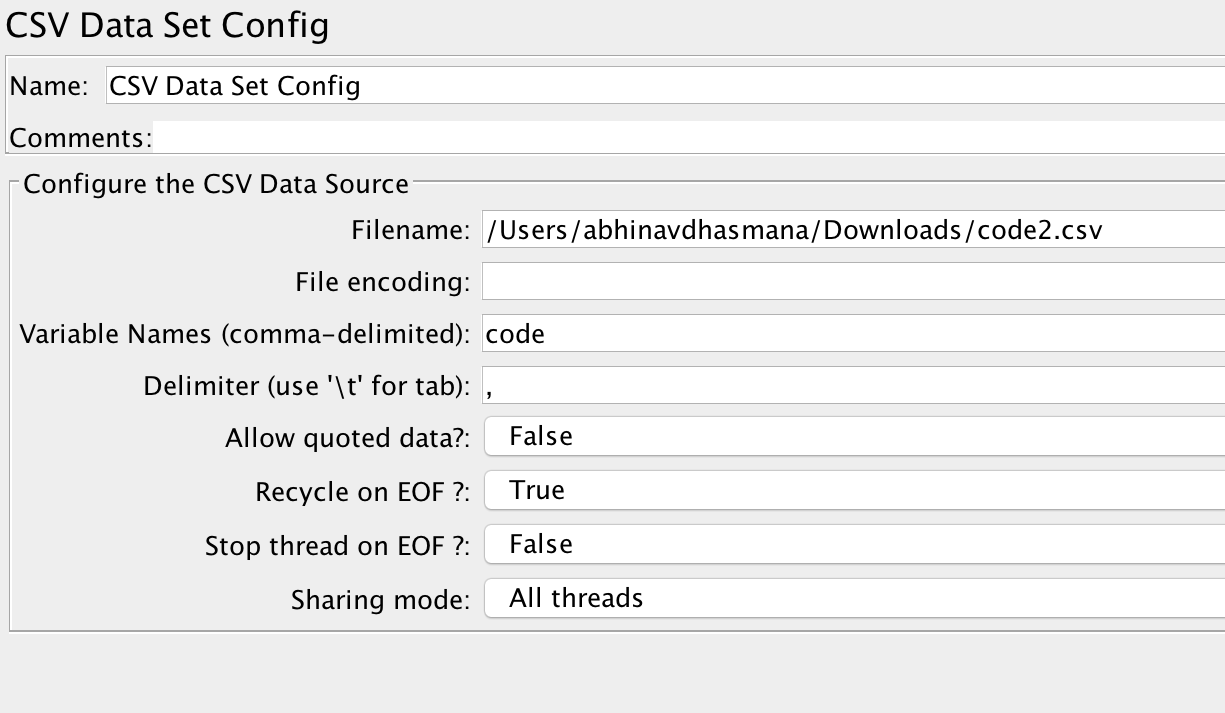 CSV Data Set Config
Name: CSV Data Set Config
Comments:
Configure the CSV Data Source
Filename: /Users/abhinavdhasmana/Downloads/code2.csv
File encoding:
Variable Names (comma-delimited): code
Delimiter (use '\t' for tab): ,
Allow quoted data?: False
Recycle on EOF ?: True
Stop thread on EOF ?: False
Sharing mode: All threads